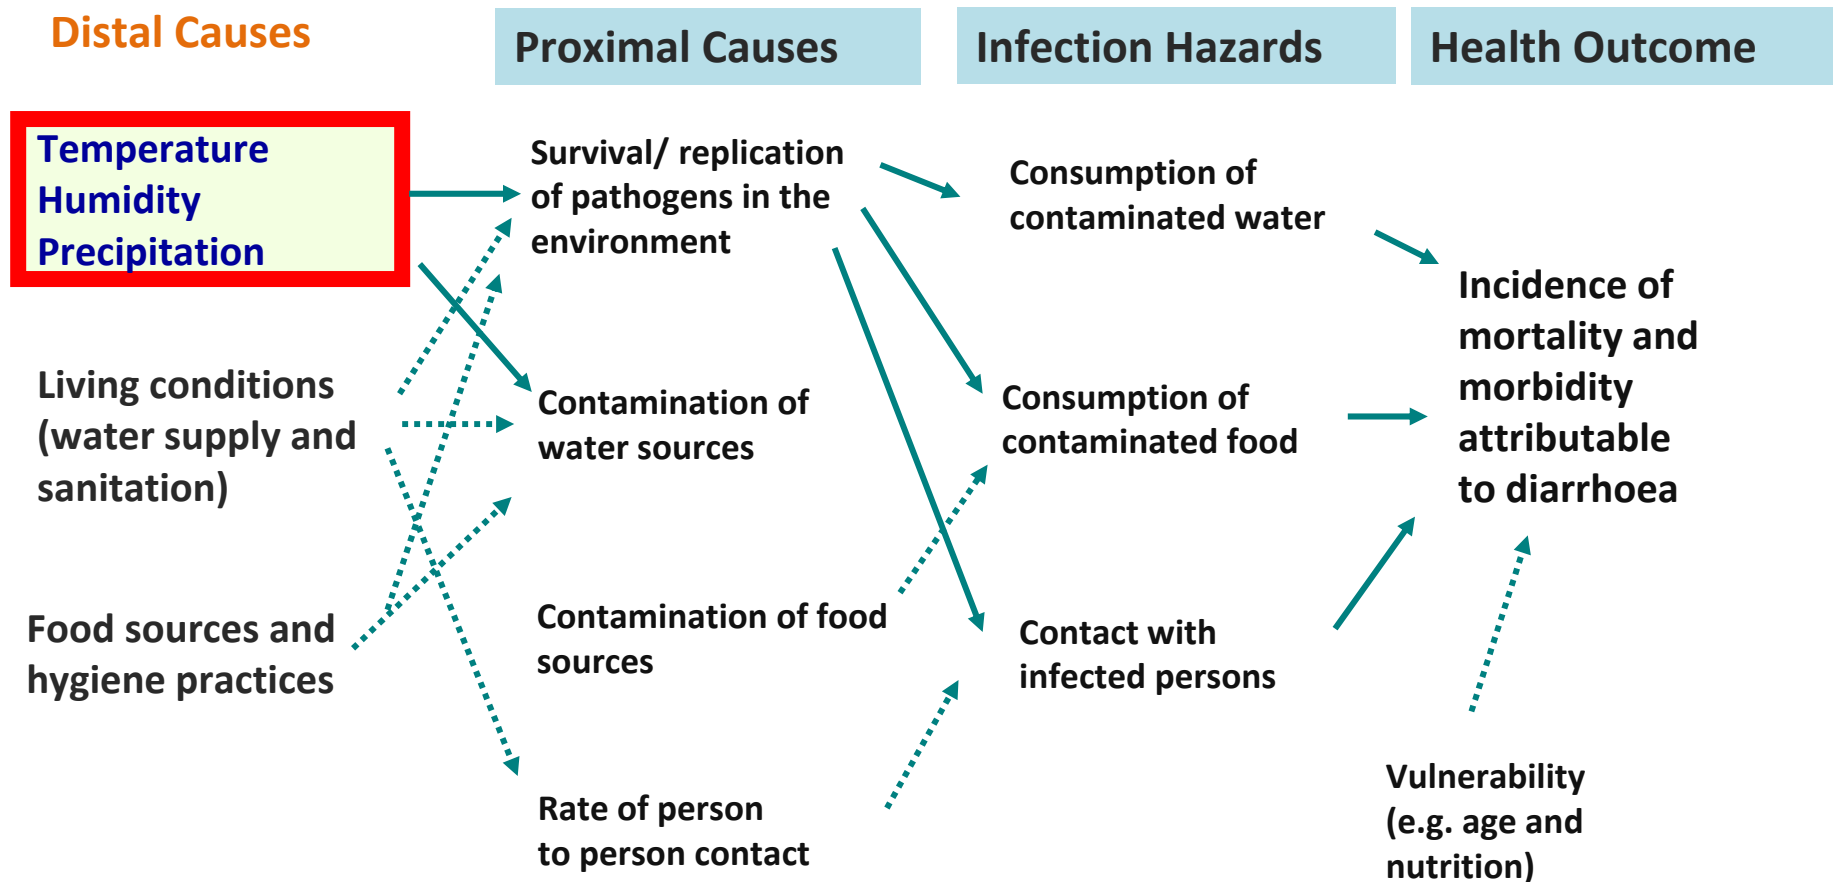 Distal Causes
Proximal Causes
Infection Hazards
Health Outcome
Temperature
Humidity
Precipitation
Living conditions
(water supply and
sanitation)
Food sources and
hygiene practices
Survival/ replication
of pathogens in the
environment
Contamination of
water sources
Contamination of food
sources
Rate of person
to person contact
Consumption of
contaminated water
Consumption of
contaminated food
Contact with
infected persons
Incidence of
mortality and
morbidity
attributable
to diarrhoea
Vulnerability
(e.g. age and
nutrition)